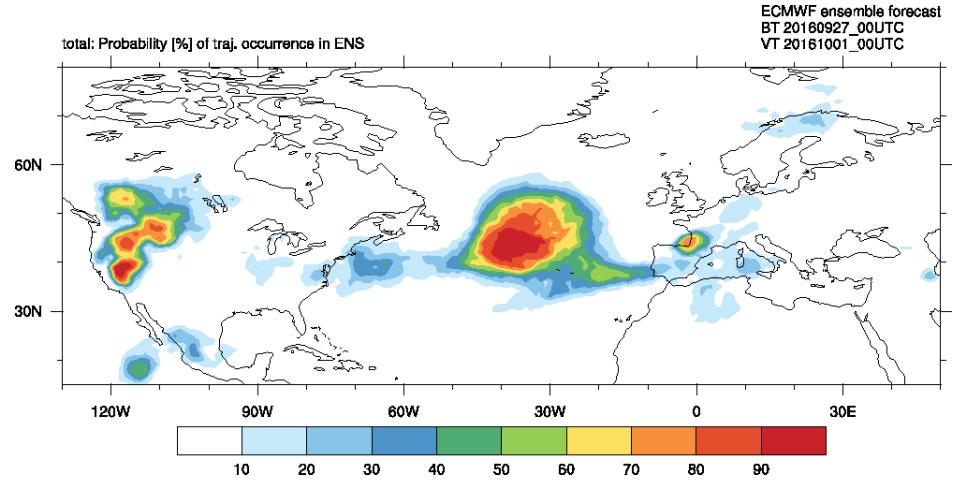 ECMWF ensemble forecast
BT 20160927_00UTC
total: Probability [%] of traj. occurrence in ENS
VT 20161001_00UTC
60N
30N
120W 90W 60W 30W 0 30E
10 20 30 40 50 60 70 80 90